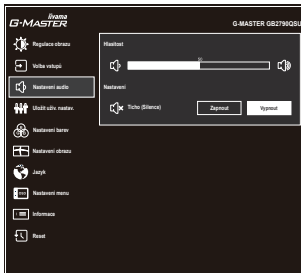 iiyama
G-MASTER
G-MASTER GB2790QSU
Regulace obrazu
Volba vstupů
Nastavení audio
Uložit uživ. nastav.
Nastavení barev
Nastavení obrazu
Jazyk
OSD
Nastavení menu
Informace
Reset
Hlasitost
Nastavení
Ticho (Silence)
Zapnout
Vypnout